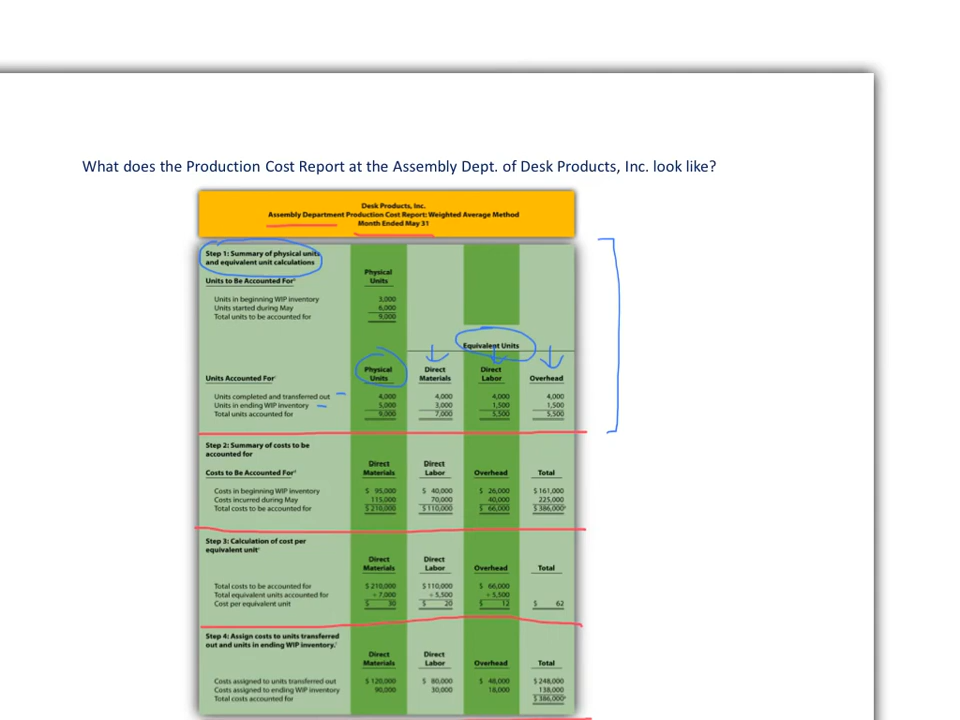 What does the Production Cost Report at the Assembly Dept. of Desk Products, Inc. look like?
Desk Products, Inc.
Assembly Department Production Cost Report: Weighted Average Method
Month Ended May 31
Step 1: Summary of physical units
and equivalent unit calculations
Physical
Units To Be Accounted For Units
Units in beginning WIP inventory 3,000
Units started during May 6,000
Total units to be accounted for 9,000
Equivalent Units
Physical Direct Direct
Units Accounted For Units Materials Labor Overhead
Units completed and transferred out 4,000 4,000 4,000 4,000
Units in ending WIP inventory 5,000 3,000 1,500 1,500
Total units accounted for 9,000 7,000 5,500 5,500
Step 2: Summary of costs to be
accounted for
Direct Direct
Costs to Be Accounted For Materials Labor Overhead Total
Costs in beginning WIP inventory $ 95,000 $ 40,000 $ 26,000 $ 161,000
Costs incurred during May 115,000 70,000 40,000 225,000
Total costs to be accounted for $ 210,000 $ 110,000 $ 66,000 $ 386,000
Step 3: Calculation of cost per
equivalent unit
Direct Direct
Materials Labor Overhead Total
Total costs to be accounted for $ 210,000 $ 110,000 $ 66,000
Total equivalent units accounted for ÷ 7,000 ÷ 5,500 ÷ 5,500
Cost per equivalent unit $ 30 $ 20 $ 12 $ 62
Step 4: Assign costs to units transferred
out and units in ending WIP inventory.
Direct Direct
Materials Labor Overhead Total
Costs assigned to units transferred out $ 120,000 $ 80,000 $ 48,000 $ 248,000
Costs assigned to ending WIP inventory 90,000 30,000 18,000 138,000
Total costs accounted for $ 386,000